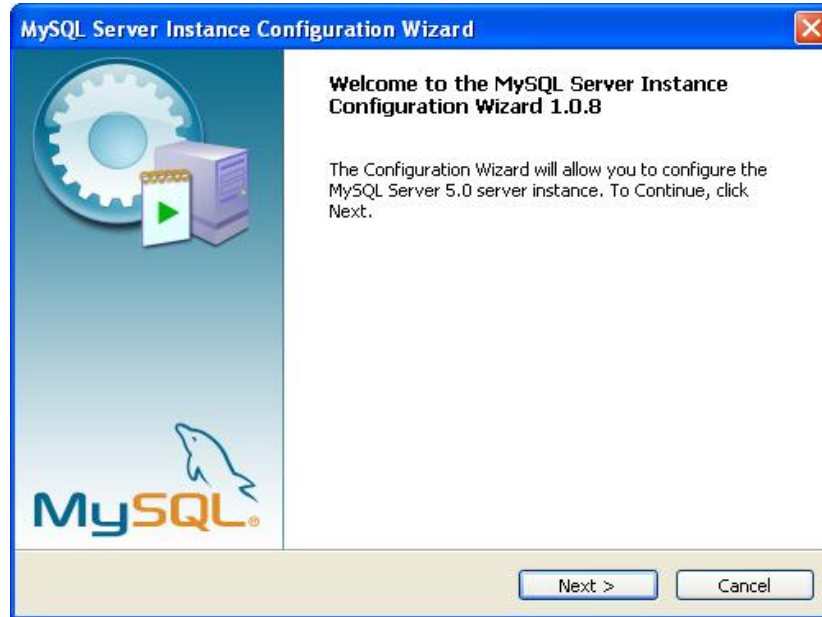 MySQL Server Instance Configuration Wizard
Welcome to the MySQL Server Instance
Configuration Wizard 1.0.8
The Configuration Wizard will allow you to configure the
MySQL Server 5.0 server instance. To Continue, click
Next.
MySQL®
Next >
Cancel